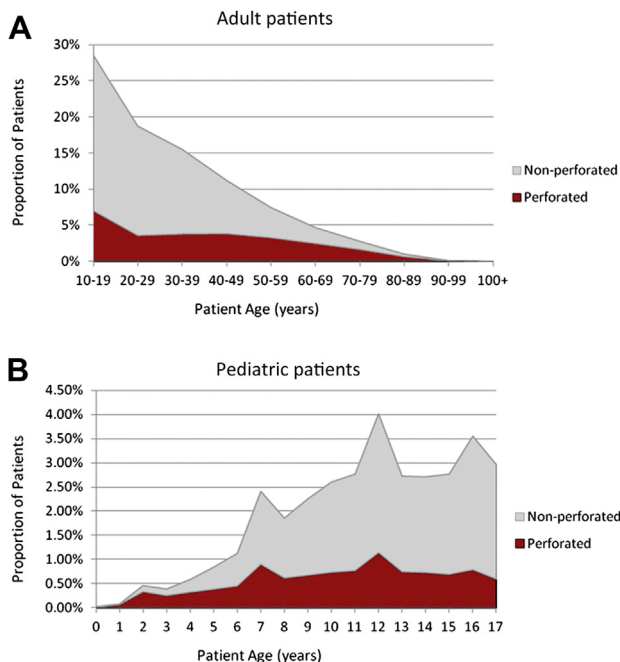 A
Adult patients
30%
25%
20%
15%
10%
5%
0%
Proportion of Patients
10-19 20-29 30-39 40-49 50-59 60-69 70-79 80-89 90-99 100+
Patient Age (years)
Non-perforated
Perforated
B
Pediatric patients
4.50%
4.00%
3.50%
3.00%
2.50%
2.00%
1.50%
1.00%
0.50%
0.00%
Proportion of Patients
0 1 2 3 4 5 6 7 8 9 10 11 12 13 14 15 16 17
Patient Age (years)
Non-perforated
Perforated